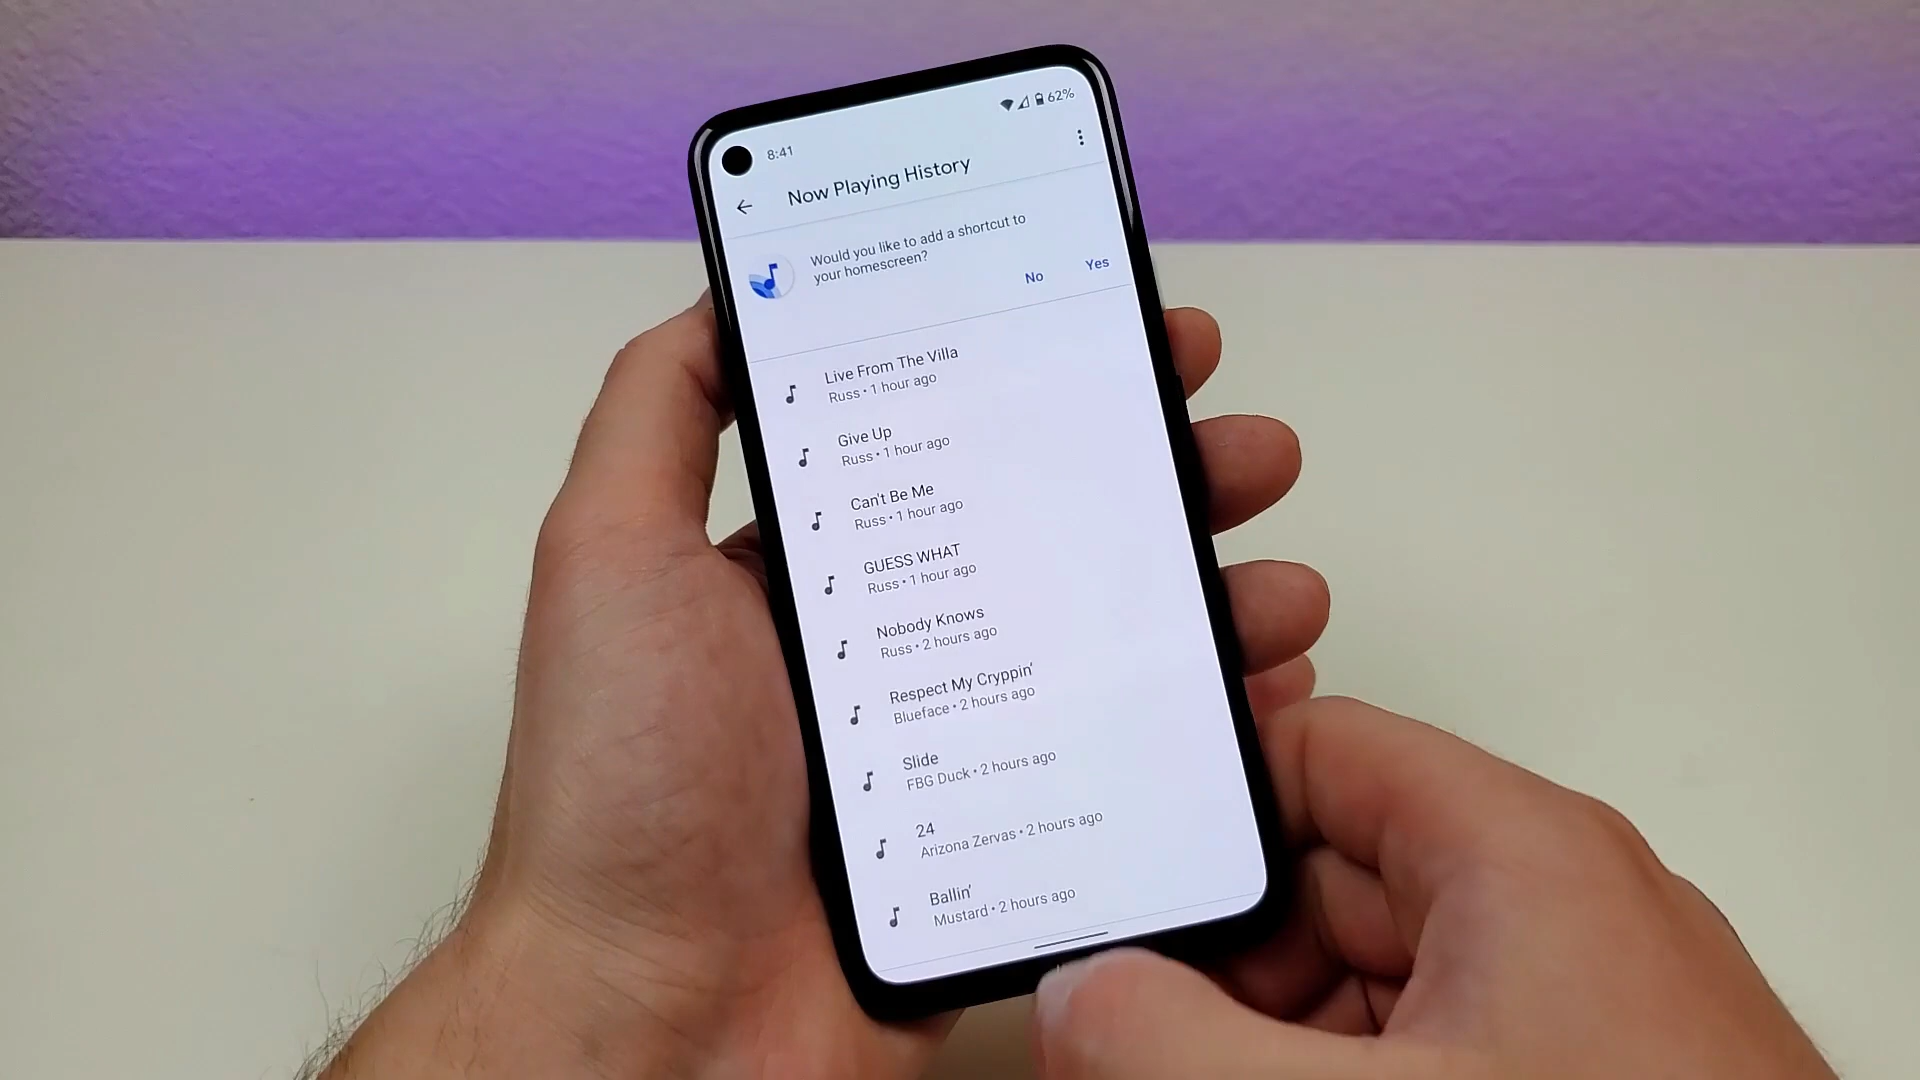 8:41
62%
Now Playing History
Would you like to add a shortcut to
your homescreen?
No
Yes
Live From The Villa
Russ • 1 hour ago
Give Up
Russ • 1 hour ago
Can't Be Me
Russ • 1 hour ago
GUESS WHAT
Russ • 1 hour ago
Nobody Knows
Russ • 2 hours ago
Respect My Cryppin'
Blueface • 2 hours ago
Slide
FBG Duck • 2 hours ago
24
Arizona Zervas • 2 hours ago
Ballin'
Mustard • 2 hours ago